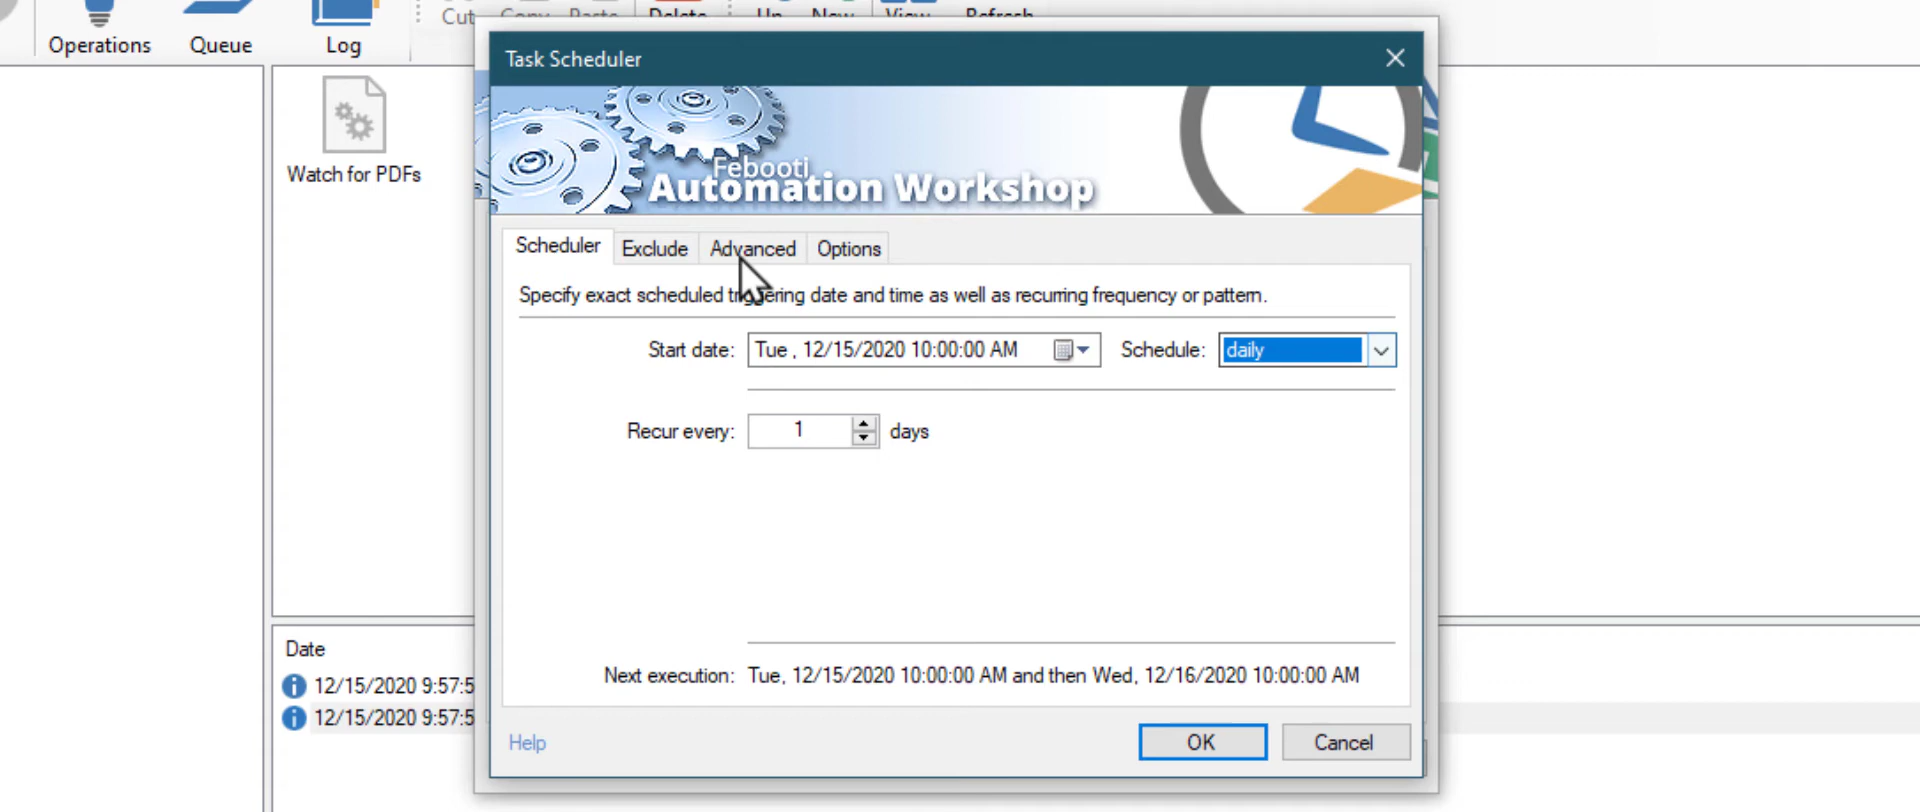 Cut Copy Paste Delete Up New View Refresh
Operations Queue Log
Task Scheduler
Febooti
Automation Workshop
Watch for PDFs
Scheduler Exclude Advanced Options
Specify exact scheduled triggering date and time as well as recurring frequency or pattern.
Start date: Tue , 12/15/2020 10:00:00 AM Schedule: daily
Recur every: 1 days
Date
Next execution: Tue, 12/15/2020 10:00:00 AM and then Wed, 12/16/2020 10:00:00 AM
12/15/2020 9:57:5
12/15/2020 9:57:5
Help OK Cancel